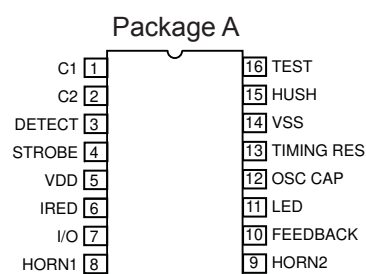 Package A
C1 1 16 TEST
C2 2 15 HUSH
DETECT 3 14 VSS
STROBE 4 13 TIMING RES
VDD 5 12 OSC CAP
IRED 6 11 LED
I/O 7 10 FEEDBACK
HORN1 8 9 HORN2